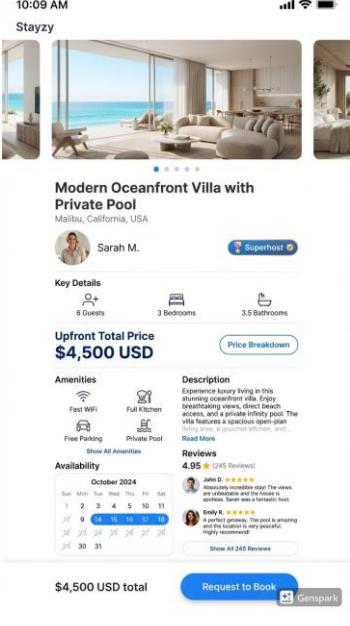 10:09 AM
Stayzy
Modern Oceanfront Villa with
Private Pool
Malibu, California, USA
Sarah M.
Superhost
Key Details
6 Guests
3 Bedrooms
3.5 Bathrooms
Upfront Total Price
$4,500 USD
Price Breakdown
Amenities
Fast WiFi
Full Kitchen
Free Parking
Private Pool
Show All Amenities
Description
Experience luxury living in this
stunning oceanfront villa. Enjoy
breathtaking views, direct beach
access, and a private infinity pool. The
villa features a spacious open-plan
living area, a gourmet kitchen, and...
Read More
Availability
October 2024
Sun Mon Tue Wed Thu Fri Sat
2 3 4 5 10 11
9 14 15 16 17 18
30 31
Reviews
4.95 (245 Reviews)
John D.
Absolutely incredible stay! The views
are unbeatable and the house is
spotless. Sarah was a fantastic host.
Emily R.
A perfect getaway. The pool is amazing
and the location is very peaceful.
Highly recommend!
Show All 245 Reviews
$4,500 USD total
Request to Book
Genspark